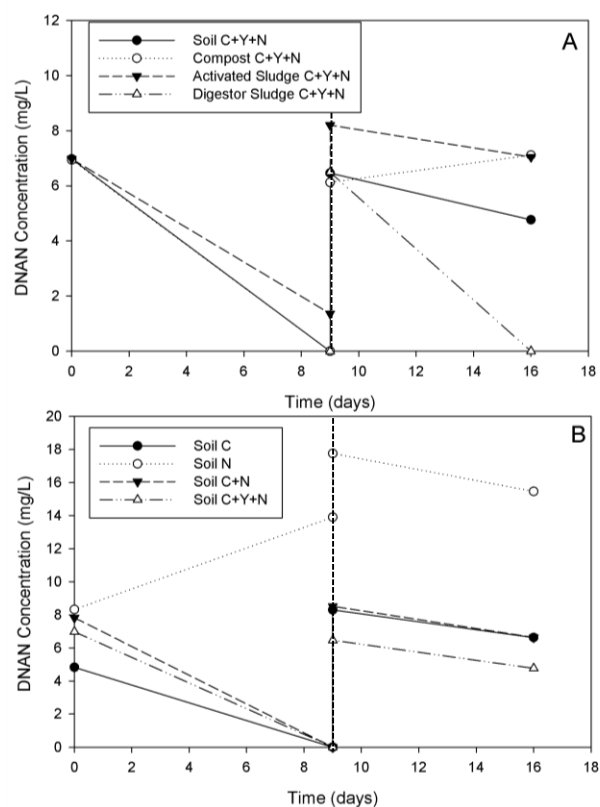 12
10
8
6
4
2
0
DNAN Concentration (mg/L)
Soil C+Y+N
Compost C+Y+N
Activated Sludge C+Y+N
Digestor Sludge C+Y+N
A
0 2 4 6 8 10 12 14 16 18
Time (days)
20
18
16
14
12
10
8
6
4
2
0
DNAN Concentration (mg/L)
Soil C
Soil N
Soil C+N
Soil C+Y+N
B
0 2 4 6 8 10 12 14 16 18
Time (days)